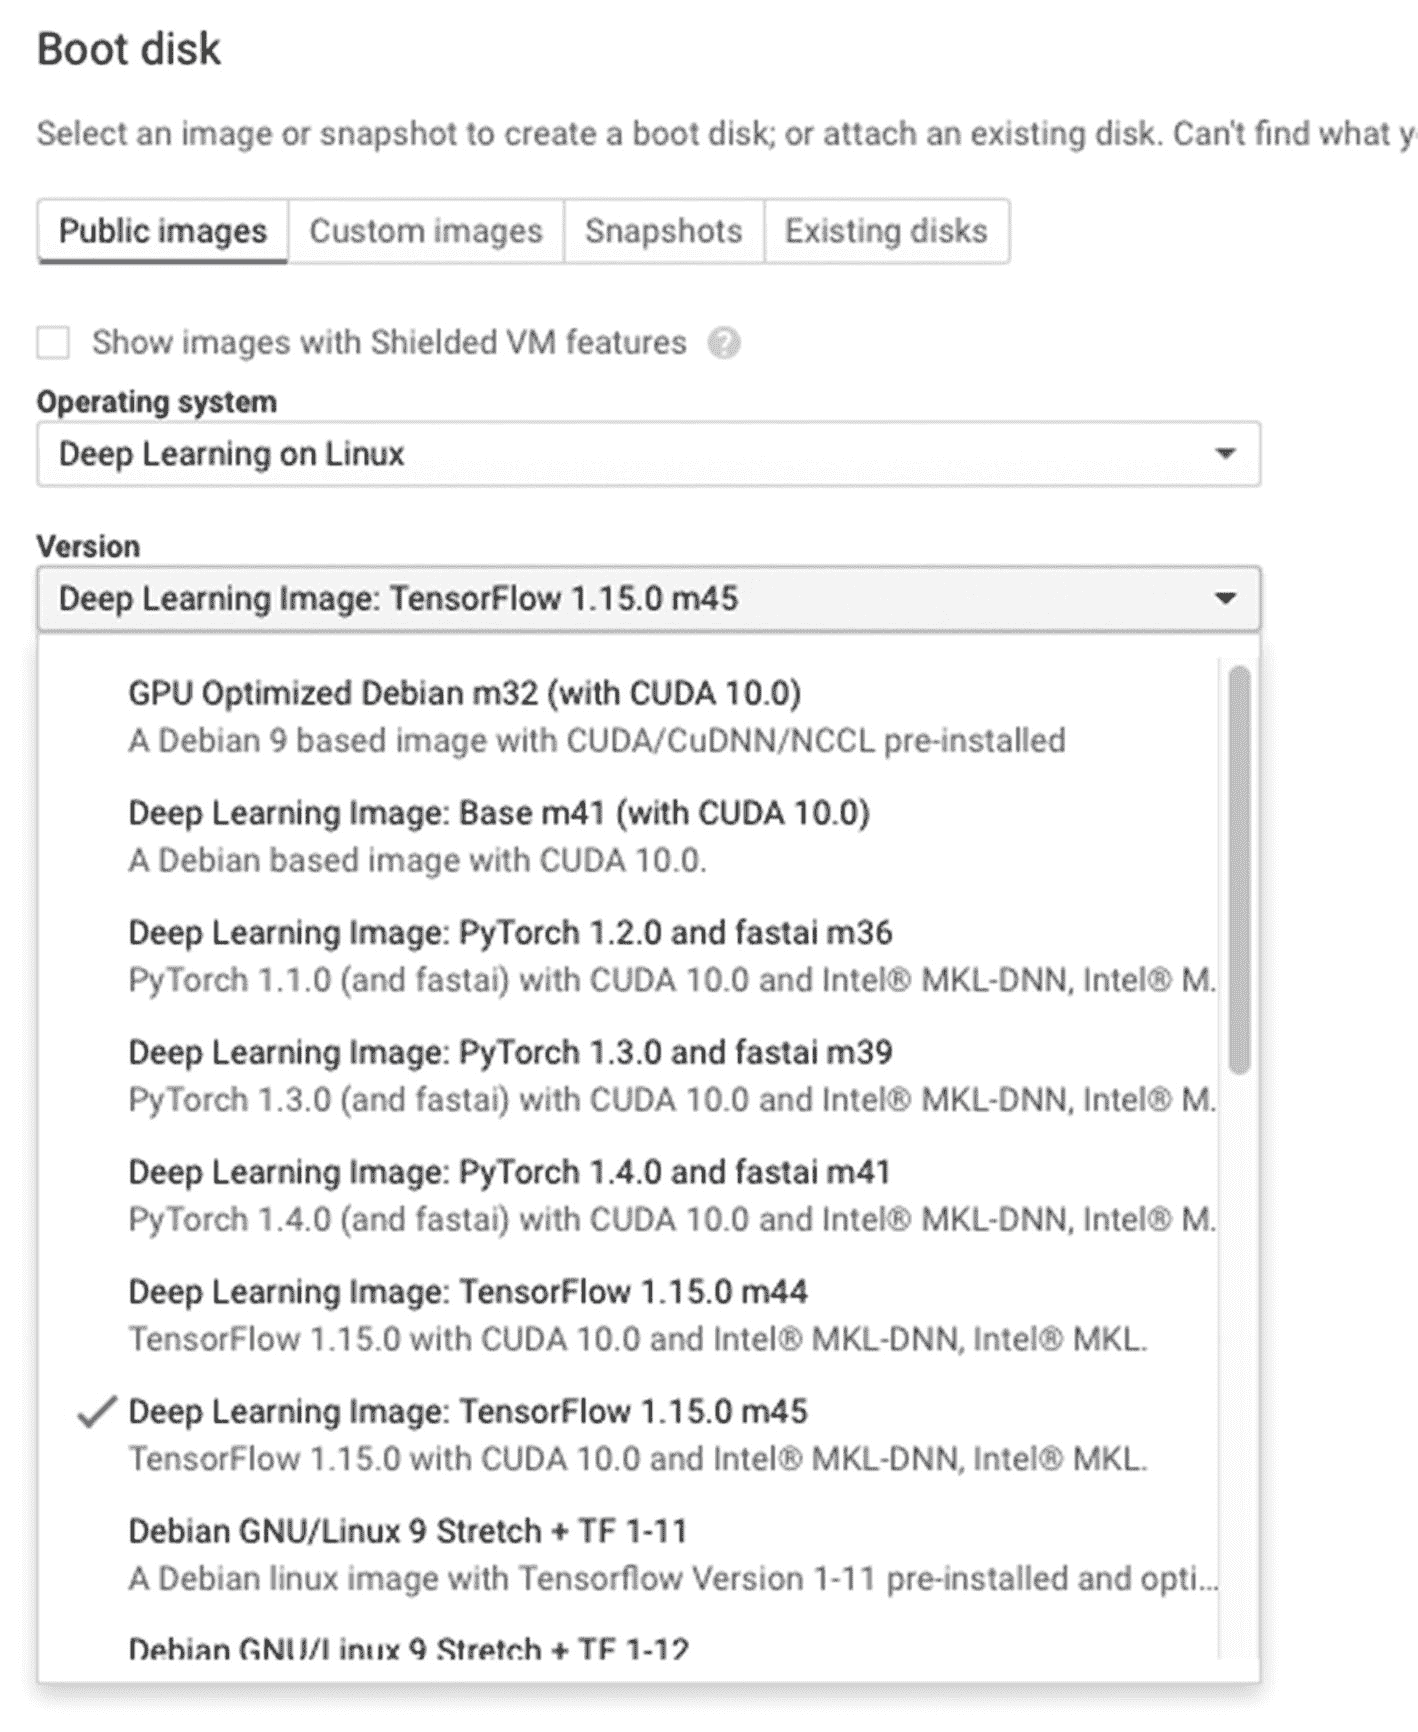 Boot disk
Select an image or snapshot to create a boot disk; or attach an existing disk. Can't find what y
Public images
Custom images
Snapshots
Existing disks
Show images with Shielded VM features
Operating system
Deep Learning on Linux
Version
Deep Learning Image: TensorFlow 1.15.0 m45
GPU Optimized Debian m32 (with CUDA 10.0)
A Debian 9 based image with CUDA/CuDNN/NCCL pre-installed
Deep Learning Image: Base m41 (with CUDA 10.0)
A Debian based image with CUDA 10.0.
Deep Learning Image: PyTorch 1.2.0 and fastai m36
PyTorch 1.1.0 (and fastai) with CUDA 10.0 and Intel® MKL-DNN, Intel® M.
Deep Learning Image: PyTorch 1.3.0 and fastai m39
PyTorch 1.3.0 (and fastai) with CUDA 10.0 and Intel® MKL-DNN, Intel® M.
Deep Learning Image: PyTorch 1.4.0 and fastai m41
PyTorch 1.4.0 (and fastai) with CUDA 10.0 and Intel® MKL-DNN, Intel® M.
Deep Learning Image: TensorFlow 1.15.0 m44
TensorFlow 1.15.0 with CUDA 10.0 and Intel® MKL-DNN, Intel® MKL.
Deep Learning Image: TensorFlow 1.15.0 m45
TensorFlow 1.15.0 with CUDA 10.0 and Intel® MKL-DNN, Intel® MKL.
Debian GNU/Linux 9 Stretch + TF 1-11
A Debian linux image with Tensorflow Version 1-11 pre-installed and opti...
Debian GNU/Linux 9 Stretch + TF 1-12